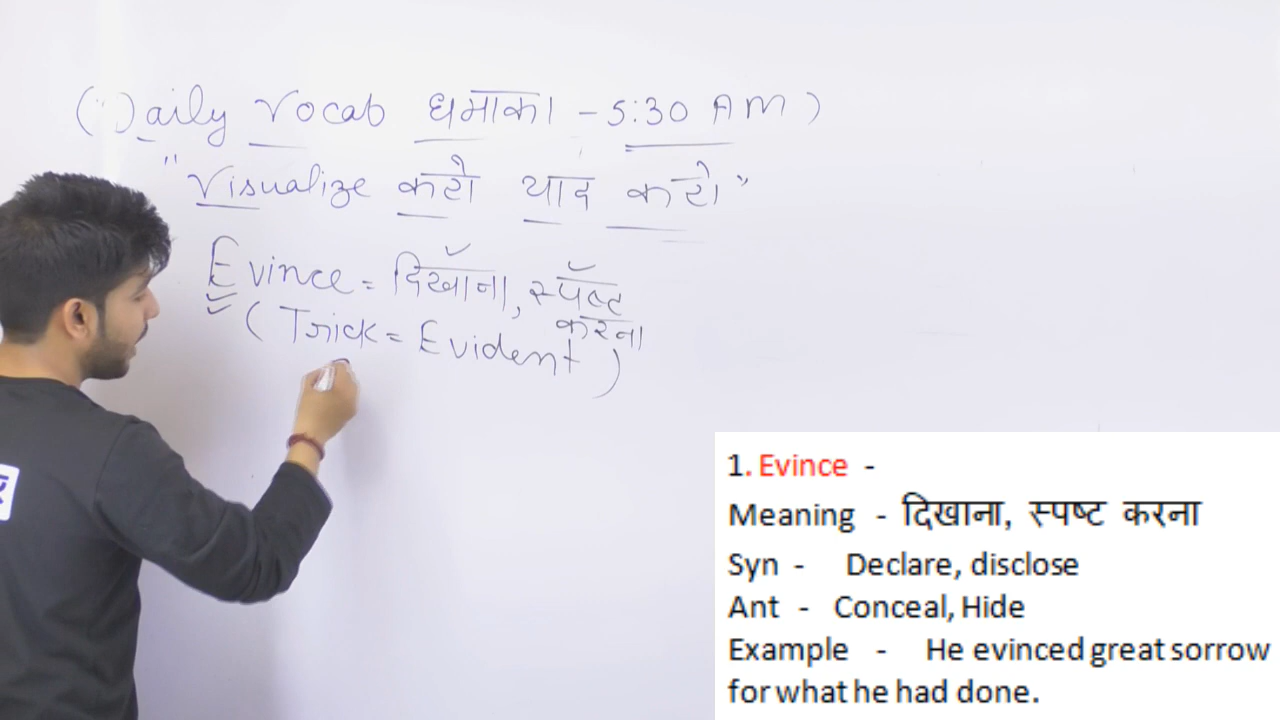 (Daily Vocab धमाका - 5:30 AM)
"Visualize करो याद करो"
Evince = दिखाना, स्पष्ट
करना
(Trick = Evident)
1. Evince -
Meaning - दिखाना, स्पष्ट करना
Syn - Declare, disclose
Ant - Conceal, Hide
Example - He evinced great sorrow
for what he had done.